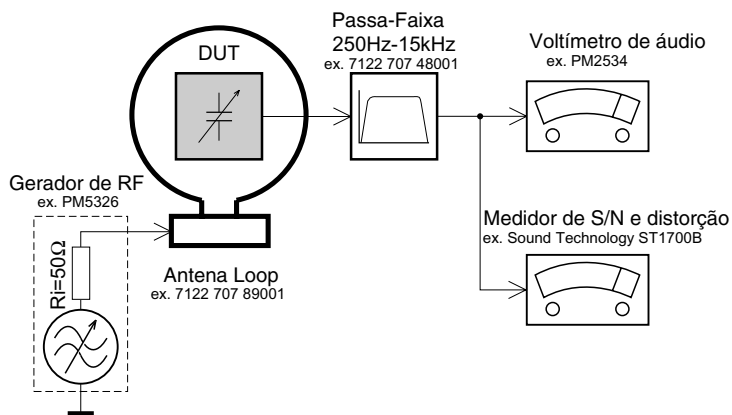 DUT
Passa-Faixa
250Hz-15kHz
ex. 7122 707 48001
Voltímetro de áudio
ex. PM2534
Gerador de RF
ex. PM5326
Ri=50Ω
Antena Loop
ex. 7122 707 89001
Medidor de S/N e distorção
ex. Sound Technology ST1700B